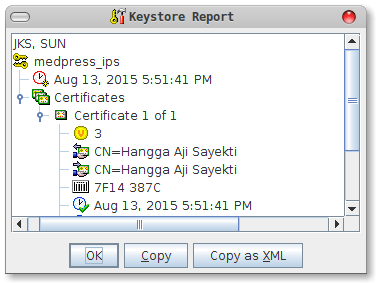 Keystore Report
JKS, SUN
medpress_ips
Aug 13, 2015 5:51:41 PM
Certificates
Certificate 1 of 1
3
CN=Hangga Aji Sayekti
CN=Hangga Aji Sayekti
7F14 387C
Aug 13, 2015 5:51:41 PM
OK
Copy
Copy as XML